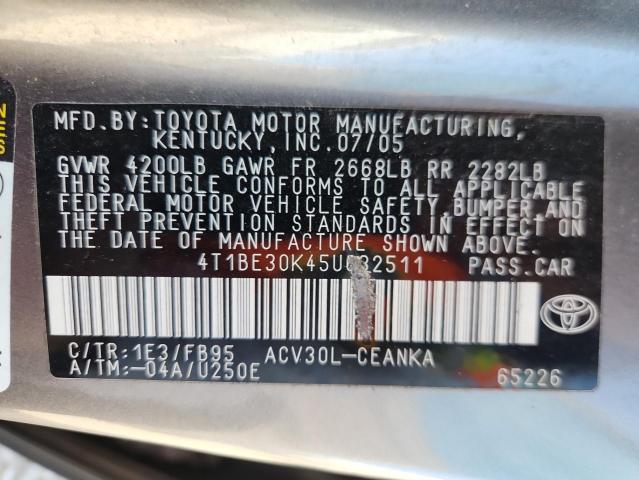 MFD.BY:TOYOTA MOTOR MANUFACTURING,
KENTUCKY, INC.07/05
GVWR 4200LB GAWR FR 2668LB RR 2282LB
THIS VEHICLE CONFORMS TO ALL APPLICABLE
FEDERAL MOTOR VEHICLE SAFETY,BUMPER AND
THEFT PREVENTION STANDARDS IN EFFECT ON
THE DATE OF MANUFACTURE SHOWN ABOVE.
PASS.CAR
C/TR:1E3/FB95 ACV30L-CEANKA
A/TM:-04A/U250E 65226